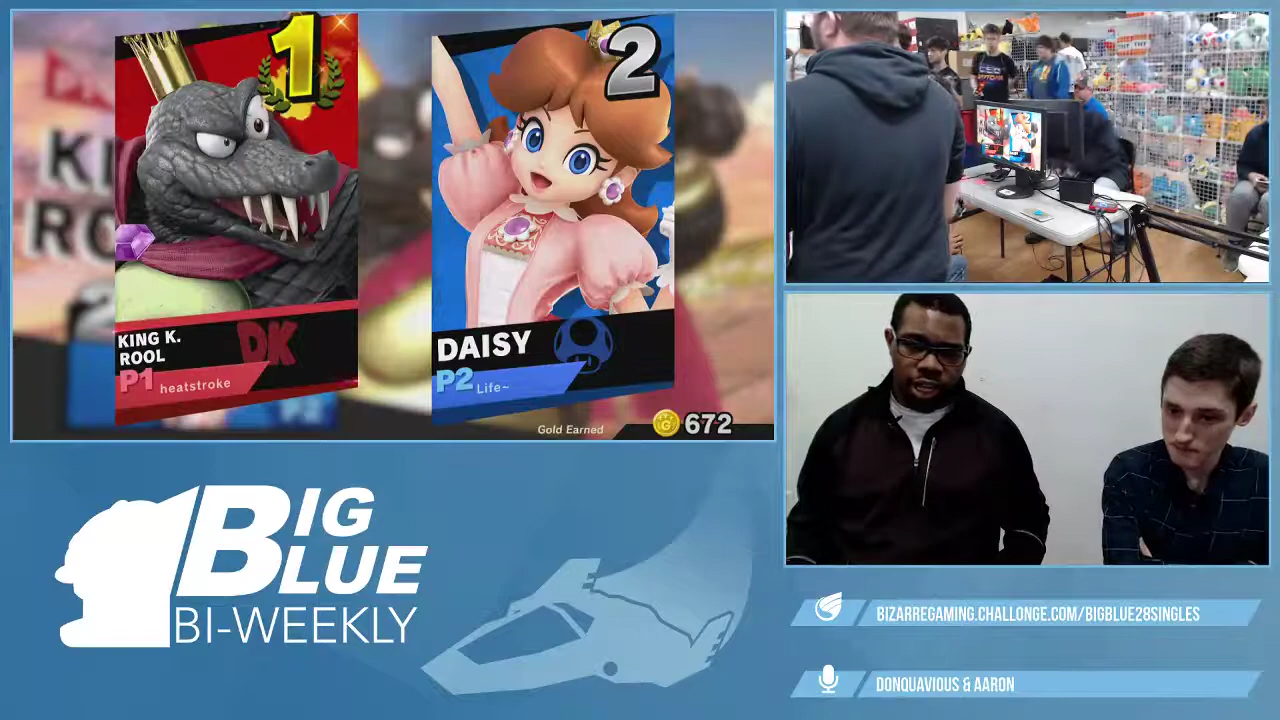 1
2
KING K.
ROOL
DK
P1 heatstroke
DAISY
P2 Life~
Gold Earned
G 672
BIG
BLUE
BI-WEEKLY
BIZARREGAMING.CHALLONGE.COM/BIGBLUE28SINGLES
DONQUAVIOUS & AARON